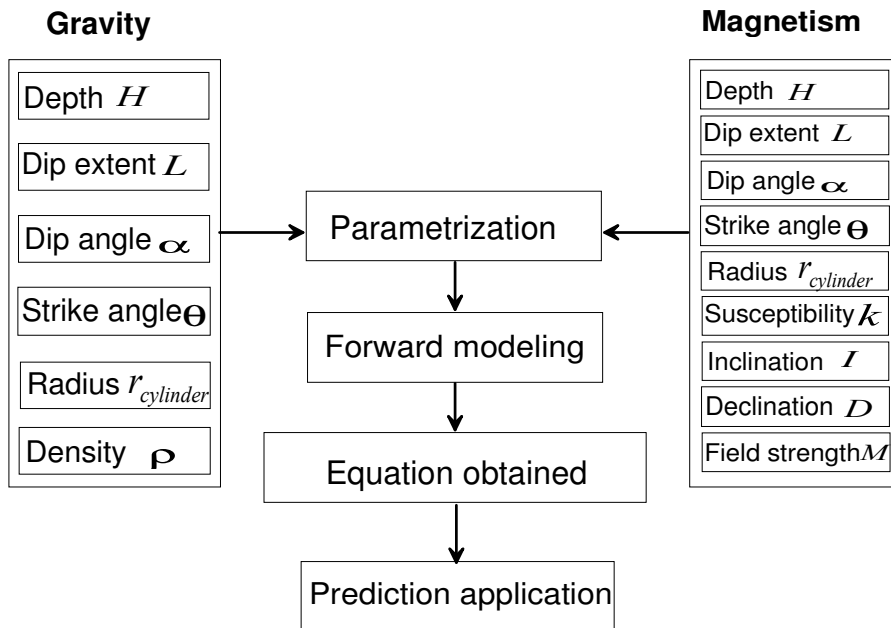 Gravity
Depth H
Dip extent L
Dip angle α
Strike angle θ
Radius r_cylinder
Density ρ
Parametrization
Forward modeling
Equation obtained
Prediction application
Magnetism
Depth H
Dip extent L
Dip angle α
Strike angle θ
Radius r_cylinder
Susceptibility k
Inclination I
Declination D
Field strength M